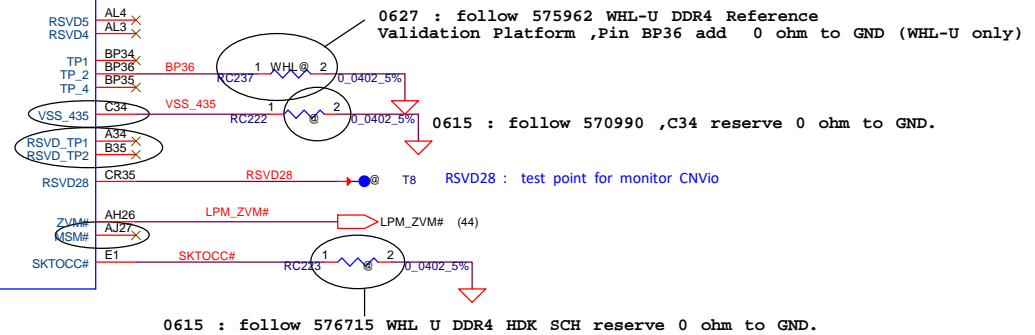 AL4
RSVD5
AL3
RSVD4
0627 : follow 575962 WHL-U DDR4 Reference
Validation Platform ,Pin BP36 add 0 ohm to GND (WHL-U only)
BP34
TP1
BP36 BP36 1 WHL@ 2
TP_2
BP35 RC237 0_0402_5%
TP_4
C34 VSS_435 1 2
VSS_435 RC222 @ 0_0402_5%
0615 : follow 570990 ,C34 reserve 0 ohm to GND.
A34
RSVD_TP1
B35
RSVD_TP2
CR35 RSVD28 @ T8 RSVD28 : test point for monitor CNVio
RSVD28
AH26 LPM_ZVM#
ZVM# LPM_ZVM# (44)
AJ27
MSM#
E1 SKTOCC# 1 2
SKTOCC# RC223 @ 0_0402_5%
0615 : follow 576715 WHL U DDR4 HDK SCH reserve 0 ohm to GND.